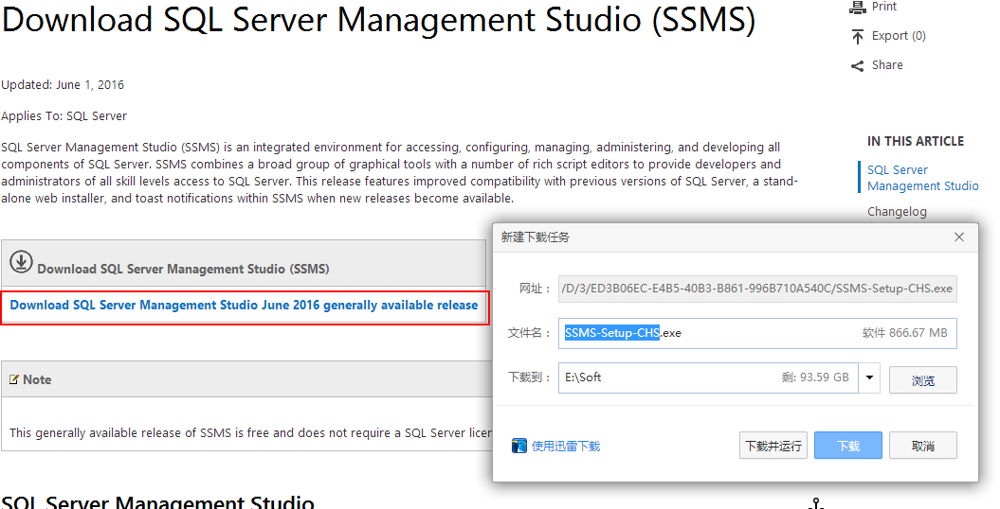 Download SQL Server Management Studio (SSMS)
Print
Export (0)
Share
Updated: June 1, 2016
Applies To: SQL Server
SQL Server Management Studio (SSMS) is an integrated environment for accessing, configuring, managing, administering, and developing all
components of SQL Server. SSMS combines a broad group of graphical tools with a number of rich script editors to provide developers and
administrators of all skill levels access to SQL Server. This release features improved compatibility with previous versions of SQL Server, a stand-
alone web installer, and toast notifications within SSMS when new releases become available.
IN THIS ARTICLE
SQL Server
Management Studio
Changelog
Download SQL Server Management Studio (SSMS)
Download SQL Server Management Studio June 2016 generally available release
Note
This generally available release of SSMS is free and does not require a SQL Server licen
SQL Server Management Studio
新建下载任务
网址： /D/3/ED3B06EC-E4B5-40B3-B861-996B710A540C/SSMS-Setup-CHS.exe
文件名： SSMS-Setup-CHS.exe 软件 866.67 MB
下载到： E:\Soft 剩: 93.59 GB 浏览
使用迅雷下载 下载并运行 下载 取消